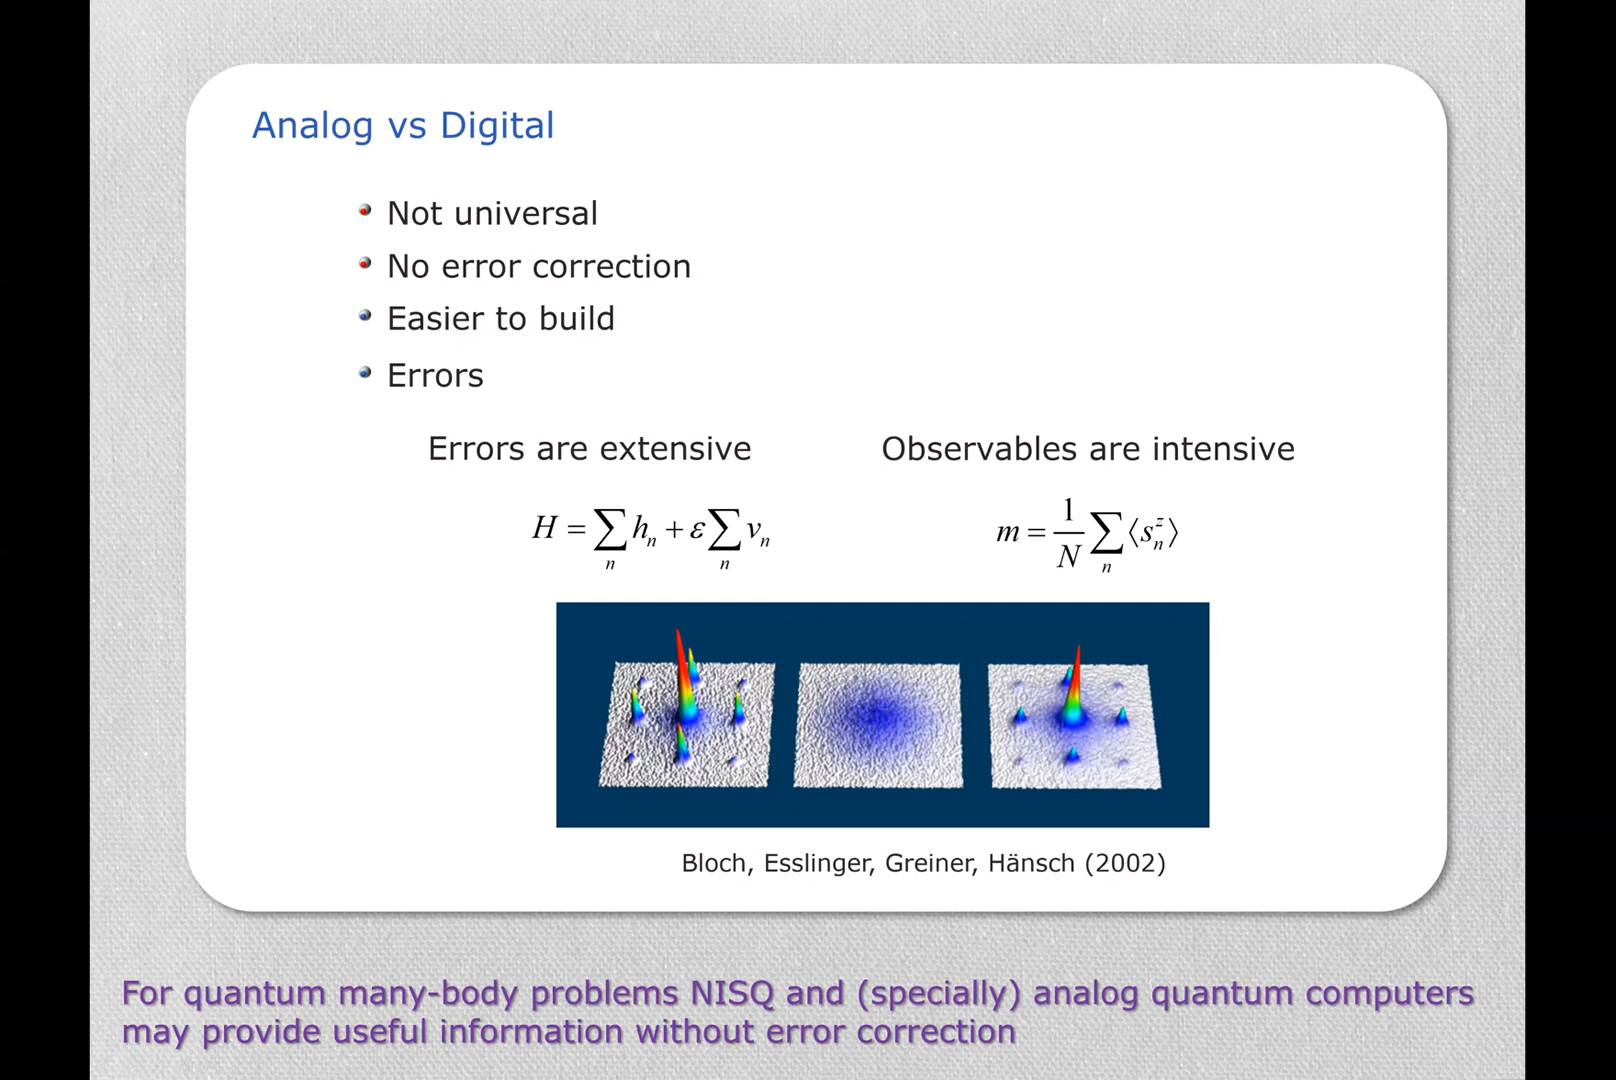 Analog vs Digital
Not universal
No error correction
Easier to build
Errors
Errors are extensive
Observables are intensive
H = ∑_n h_n + ε ∑_n v_n
m = 1/N ∑_n ⟨s_n^z⟩
Bloch, Esslinger, Greiner, Hänsch (2002)
For quantum many-body problems NISQ and (specially) analog quantum computers
may provide useful information without error correction